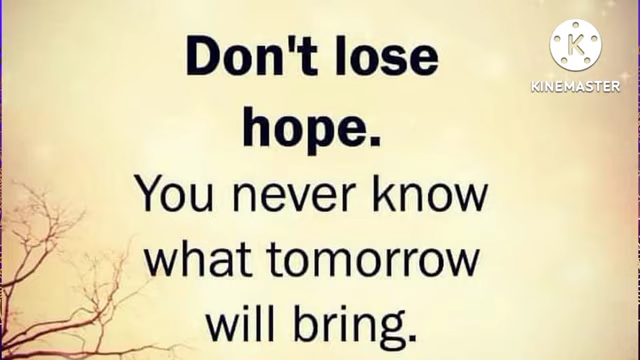 Don't lose
hope.
You never know
what tomorrow
will bring.
K
KINEMASTER